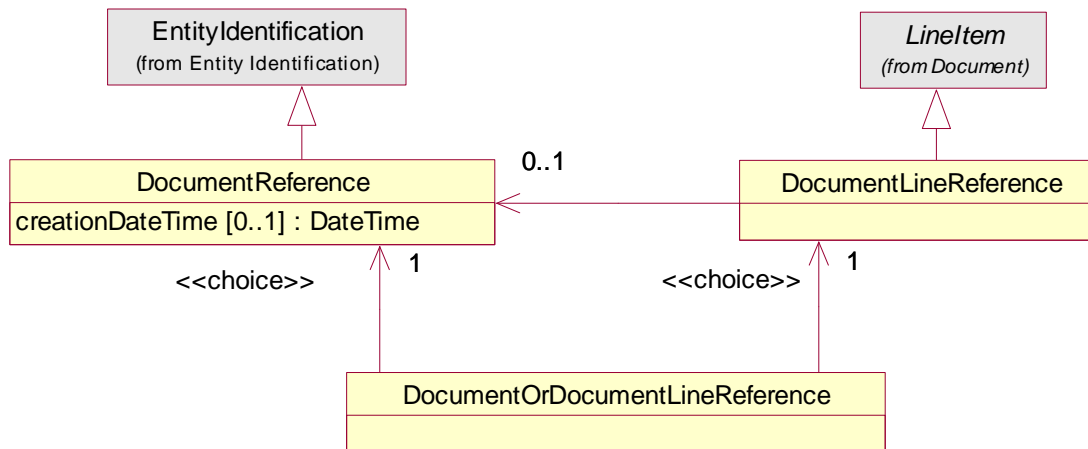 EntityIdentification
(from Entity Identification)
LineItem
(from Document)
0..1
DocumentReference
creationDateTime [0..1] : DateTime
DocumentLineReference
<<choice>>
1
<<choice>>
1
DocumentOrDocumentLineReference